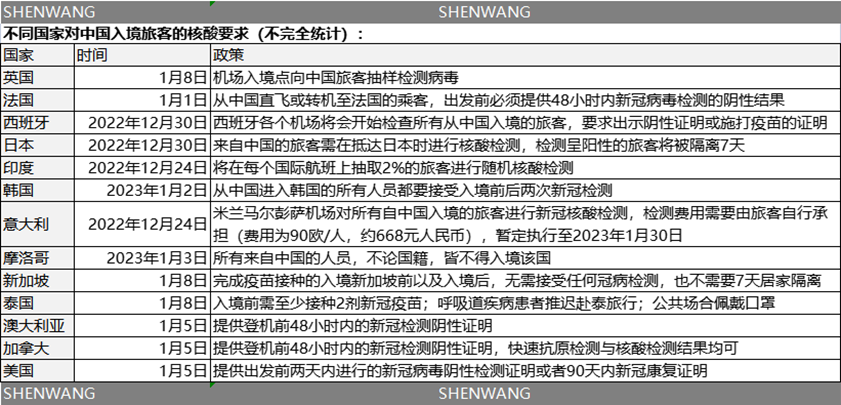 SHENWANG SHENWANG
不同国家对中国入境旅客的核酸要求（不完全统计）：
国家 时间 政策
英国 1月8日 机场入境点向中国旅客抽样检测病毒
法国 1月1日 从中国直飞或转机至法国的乘客，出发前必须提供48小时内新冠病毒检测的阴性结果
西班牙 2022年12月30日 西班牙各个机场将会开始检查所有从中国入境的旅客，要求出示阴性证明或施打疫苗的证明
日本 2022年12月30日 来自中国的旅客需在抵达日本时进行核酸检测，检测呈阳性的旅客将被隔离7天
印度 2022年12月24日 将在每个国际航班上抽取2%的旅客进行随机核酸检测
韩国 2023年1月2日 从中国进入韩国的所有人员都要接受入境前后两次新冠检测
意大利 2022年12月24日 米兰马尔彭萨机场对所有自中国入境的旅客进行新冠核酸检测，检测费用需要由旅客自行承
担（费用为90欧/人，约668元人民币），暂定执行至2023年1月30日
摩洛哥 2023年1月3日 所有来自中国的人员，不论国籍，皆不得入境该国
新加坡 1月8日 完成疫苗接种的入境新加坡前以及入境后，无需接受任何冠病检测，也不需要7天居家隔离
泰国 1月8日 入境前需至少接种2剂新冠疫苗；呼吸道疾病患者推迟赴泰旅行；公共场合佩戴口罩
澳大利亚 1月5日 提供登机前48小时内的新冠检测阴性证明
加拿大 1月5日 提供登机前48小时内的新冠检测阴性证明，快速抗原检测与核酸检测结果均可
美国 1月5日 提供出发前两天内进行的新冠病毒阴性检测证明或者90天内新冠康复证明
SHENWANG SHENWANG